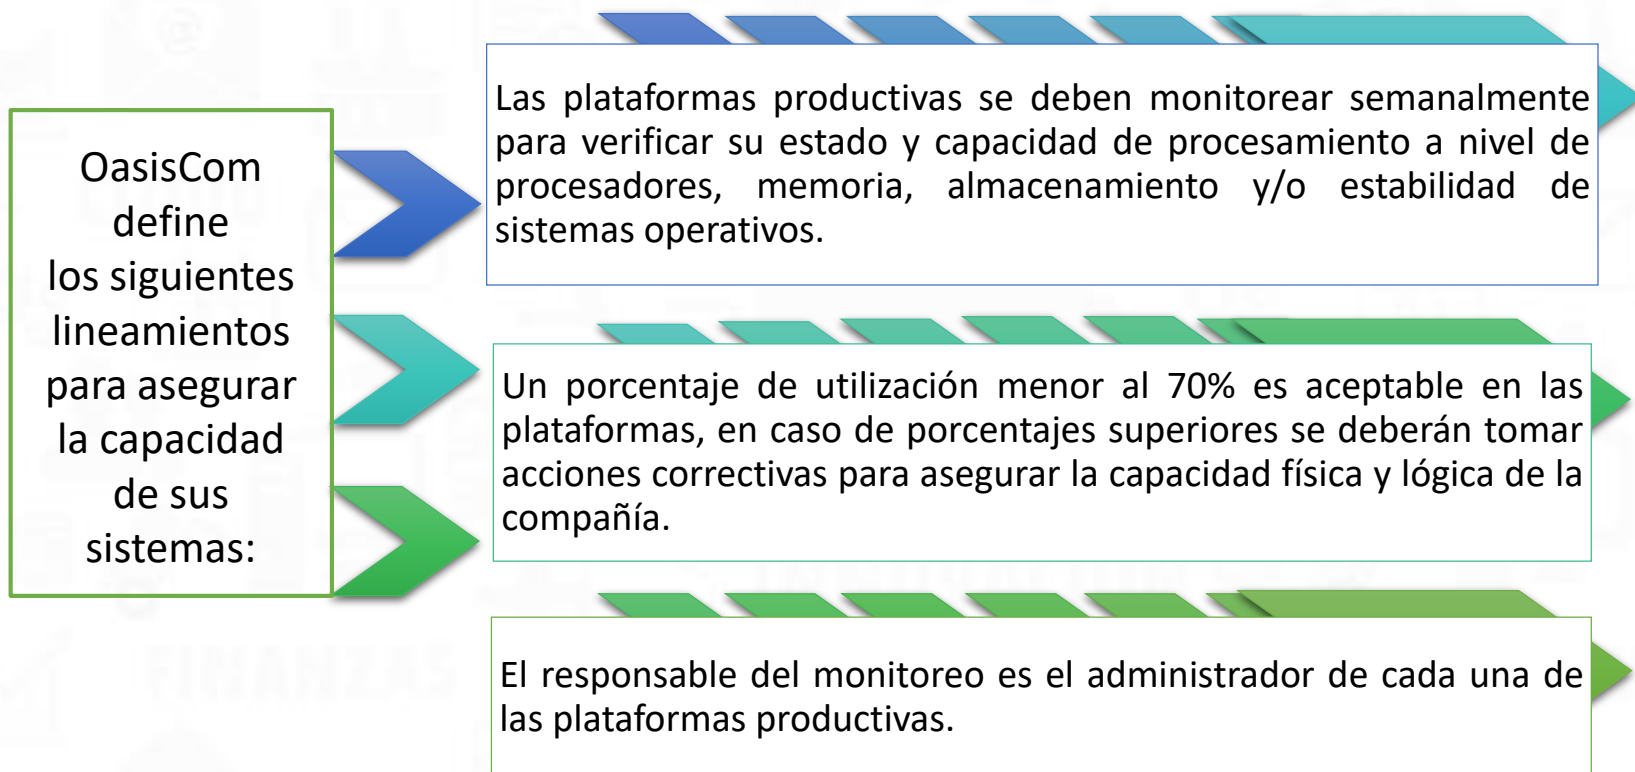 OasisCom
define
los siguientes
lineamientos
para asegurar
la capacidad
de sus
sistemas:
Las plataformas productivas se deben monitorear semanalmente
para verificar su estado y capacidad de procesamiento a nivel de
procesadores, memoria, almacenamiento y/o estabilidad de
sistemas operativos.
Un porcentaje de utilización menor al 70% es aceptable en las
plataformas, en caso de porcentajes superiores se deberán tomar
acciones correctivas para asegurar la capacidad física y lógica de la
compañía.
El responsable del monitoreo es el administrador de cada una de
las plataformas productivas.
FINANZAS